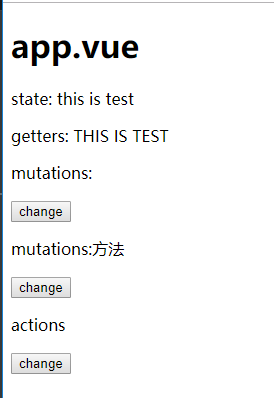 app.vue
state: this is test
getters: THIS IS TEST
mutations:
change
mutations:方法
change
actions
change